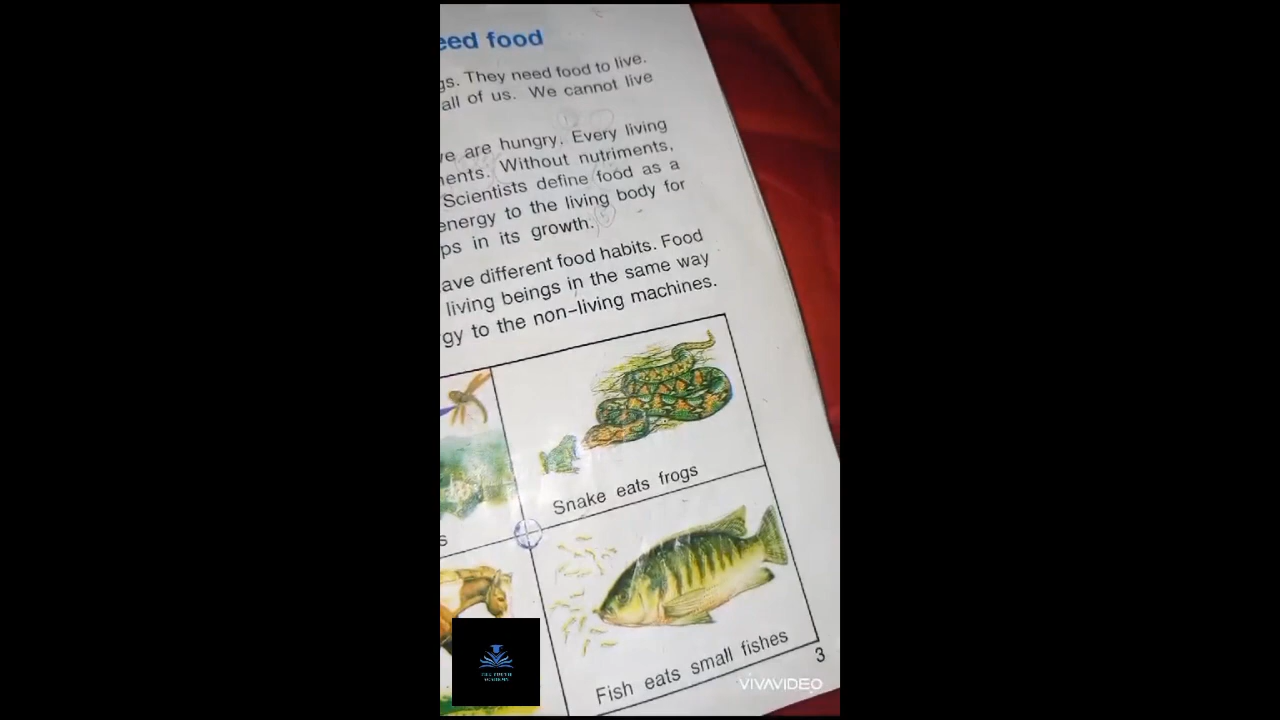 eed food
gs. They need food to live.
all of us. We cannot live
ve are hungry. Every living
ents. Without nutriments,
Scientists define food as a
energy to the living body for
ps in its growth.
ave different food habits. Food
living beings in the same way
gy to the non-living machines.
Snake eats frogs
s
Fish eats small fishes
3
VIVAVIDEO
ACADEMY